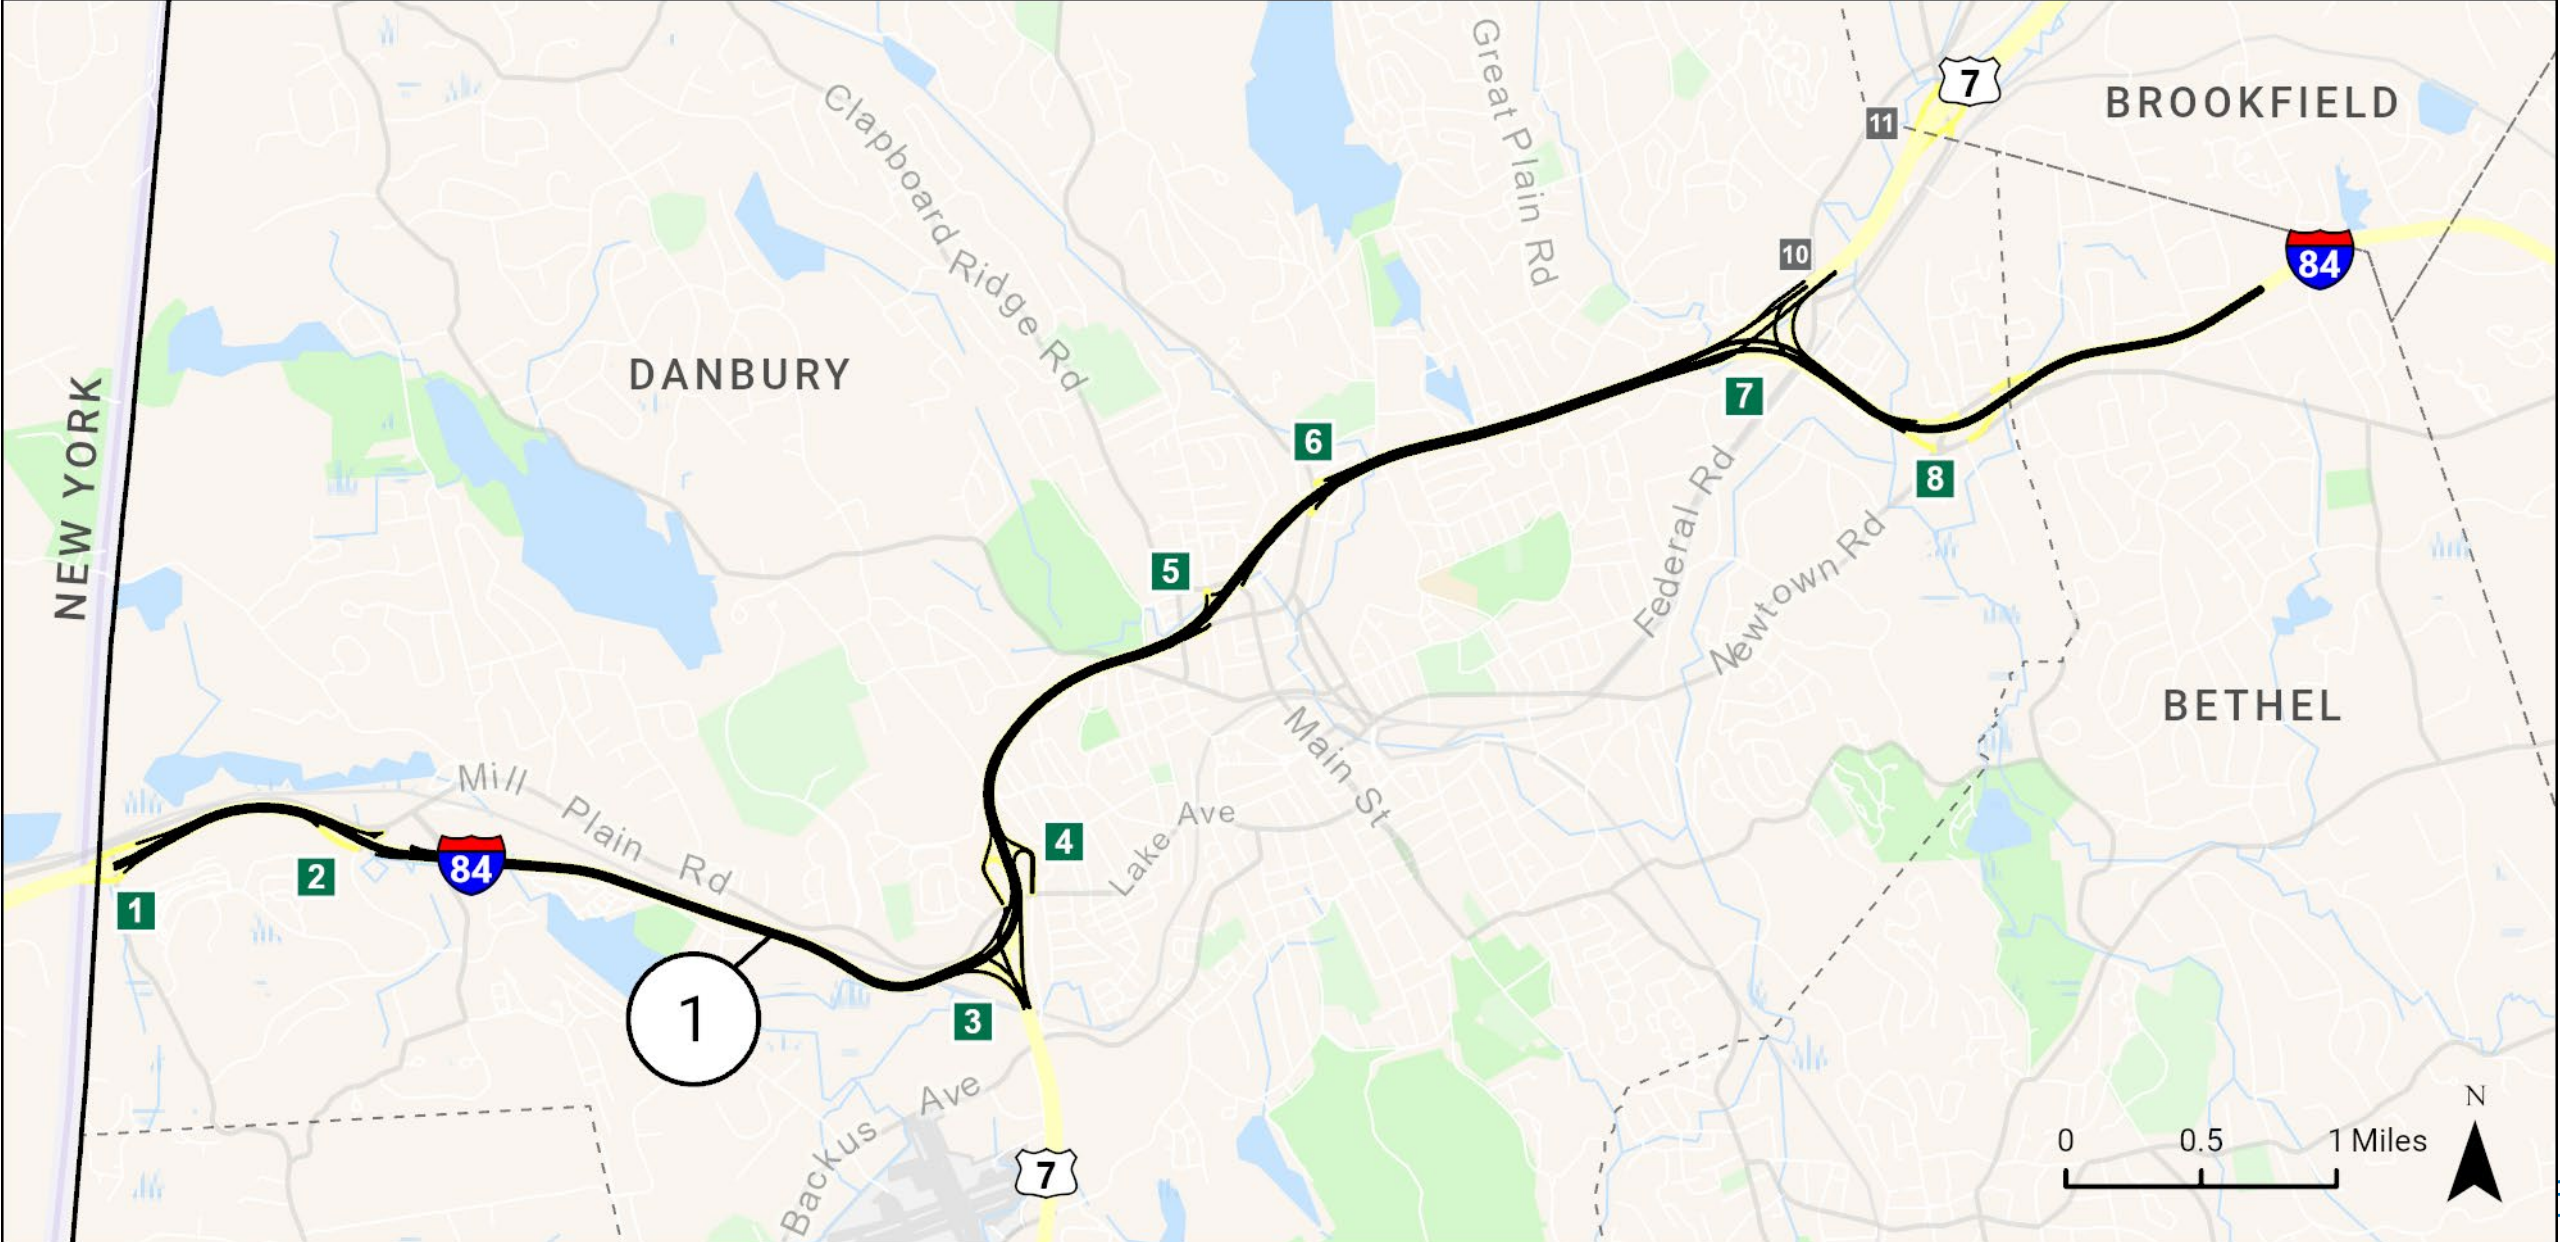 7
BROOKFIELD
11
Great Plain Rd
Clapboard Ridge Rd
10
84
DANBURY
NEW YORK
7
6
8
5
Federal Rd
Newtown Rd
BETHEL
Main St
Mill Plain Rd
4
Lake Ave
84
2
1
1
3
Backus Ave
7
N
0 0.5 1 Miles